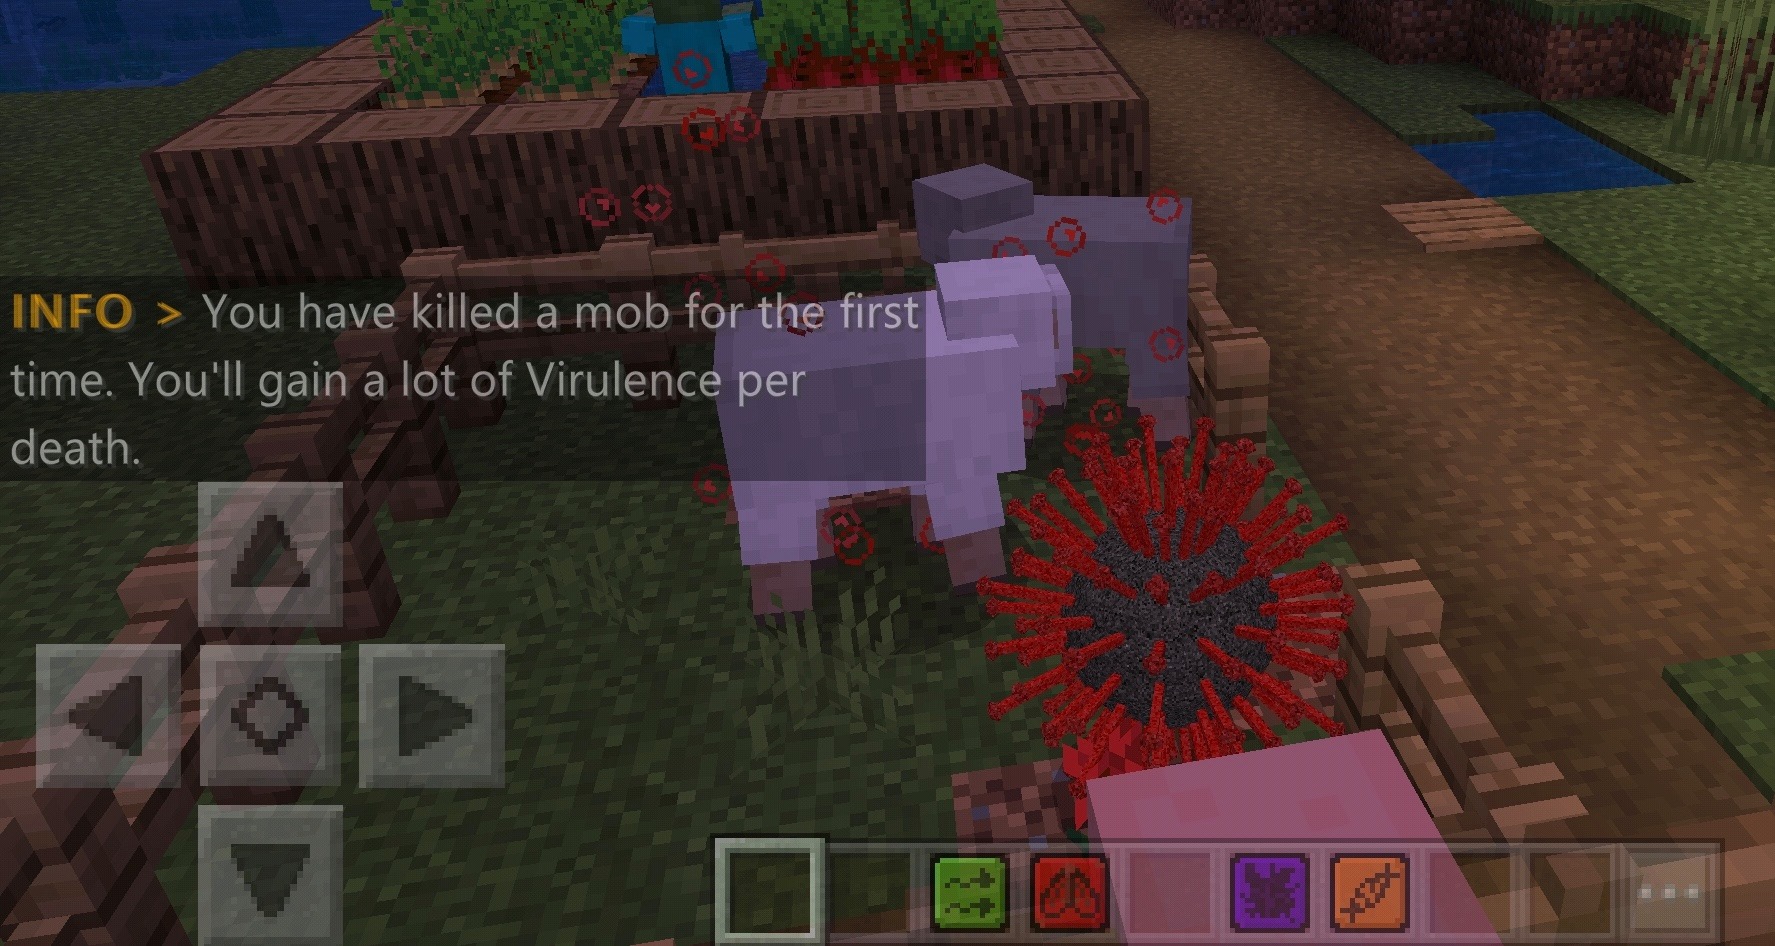 INFO > You have killed a mob for the first
time. You'll gain a lot of Virulence per
death.